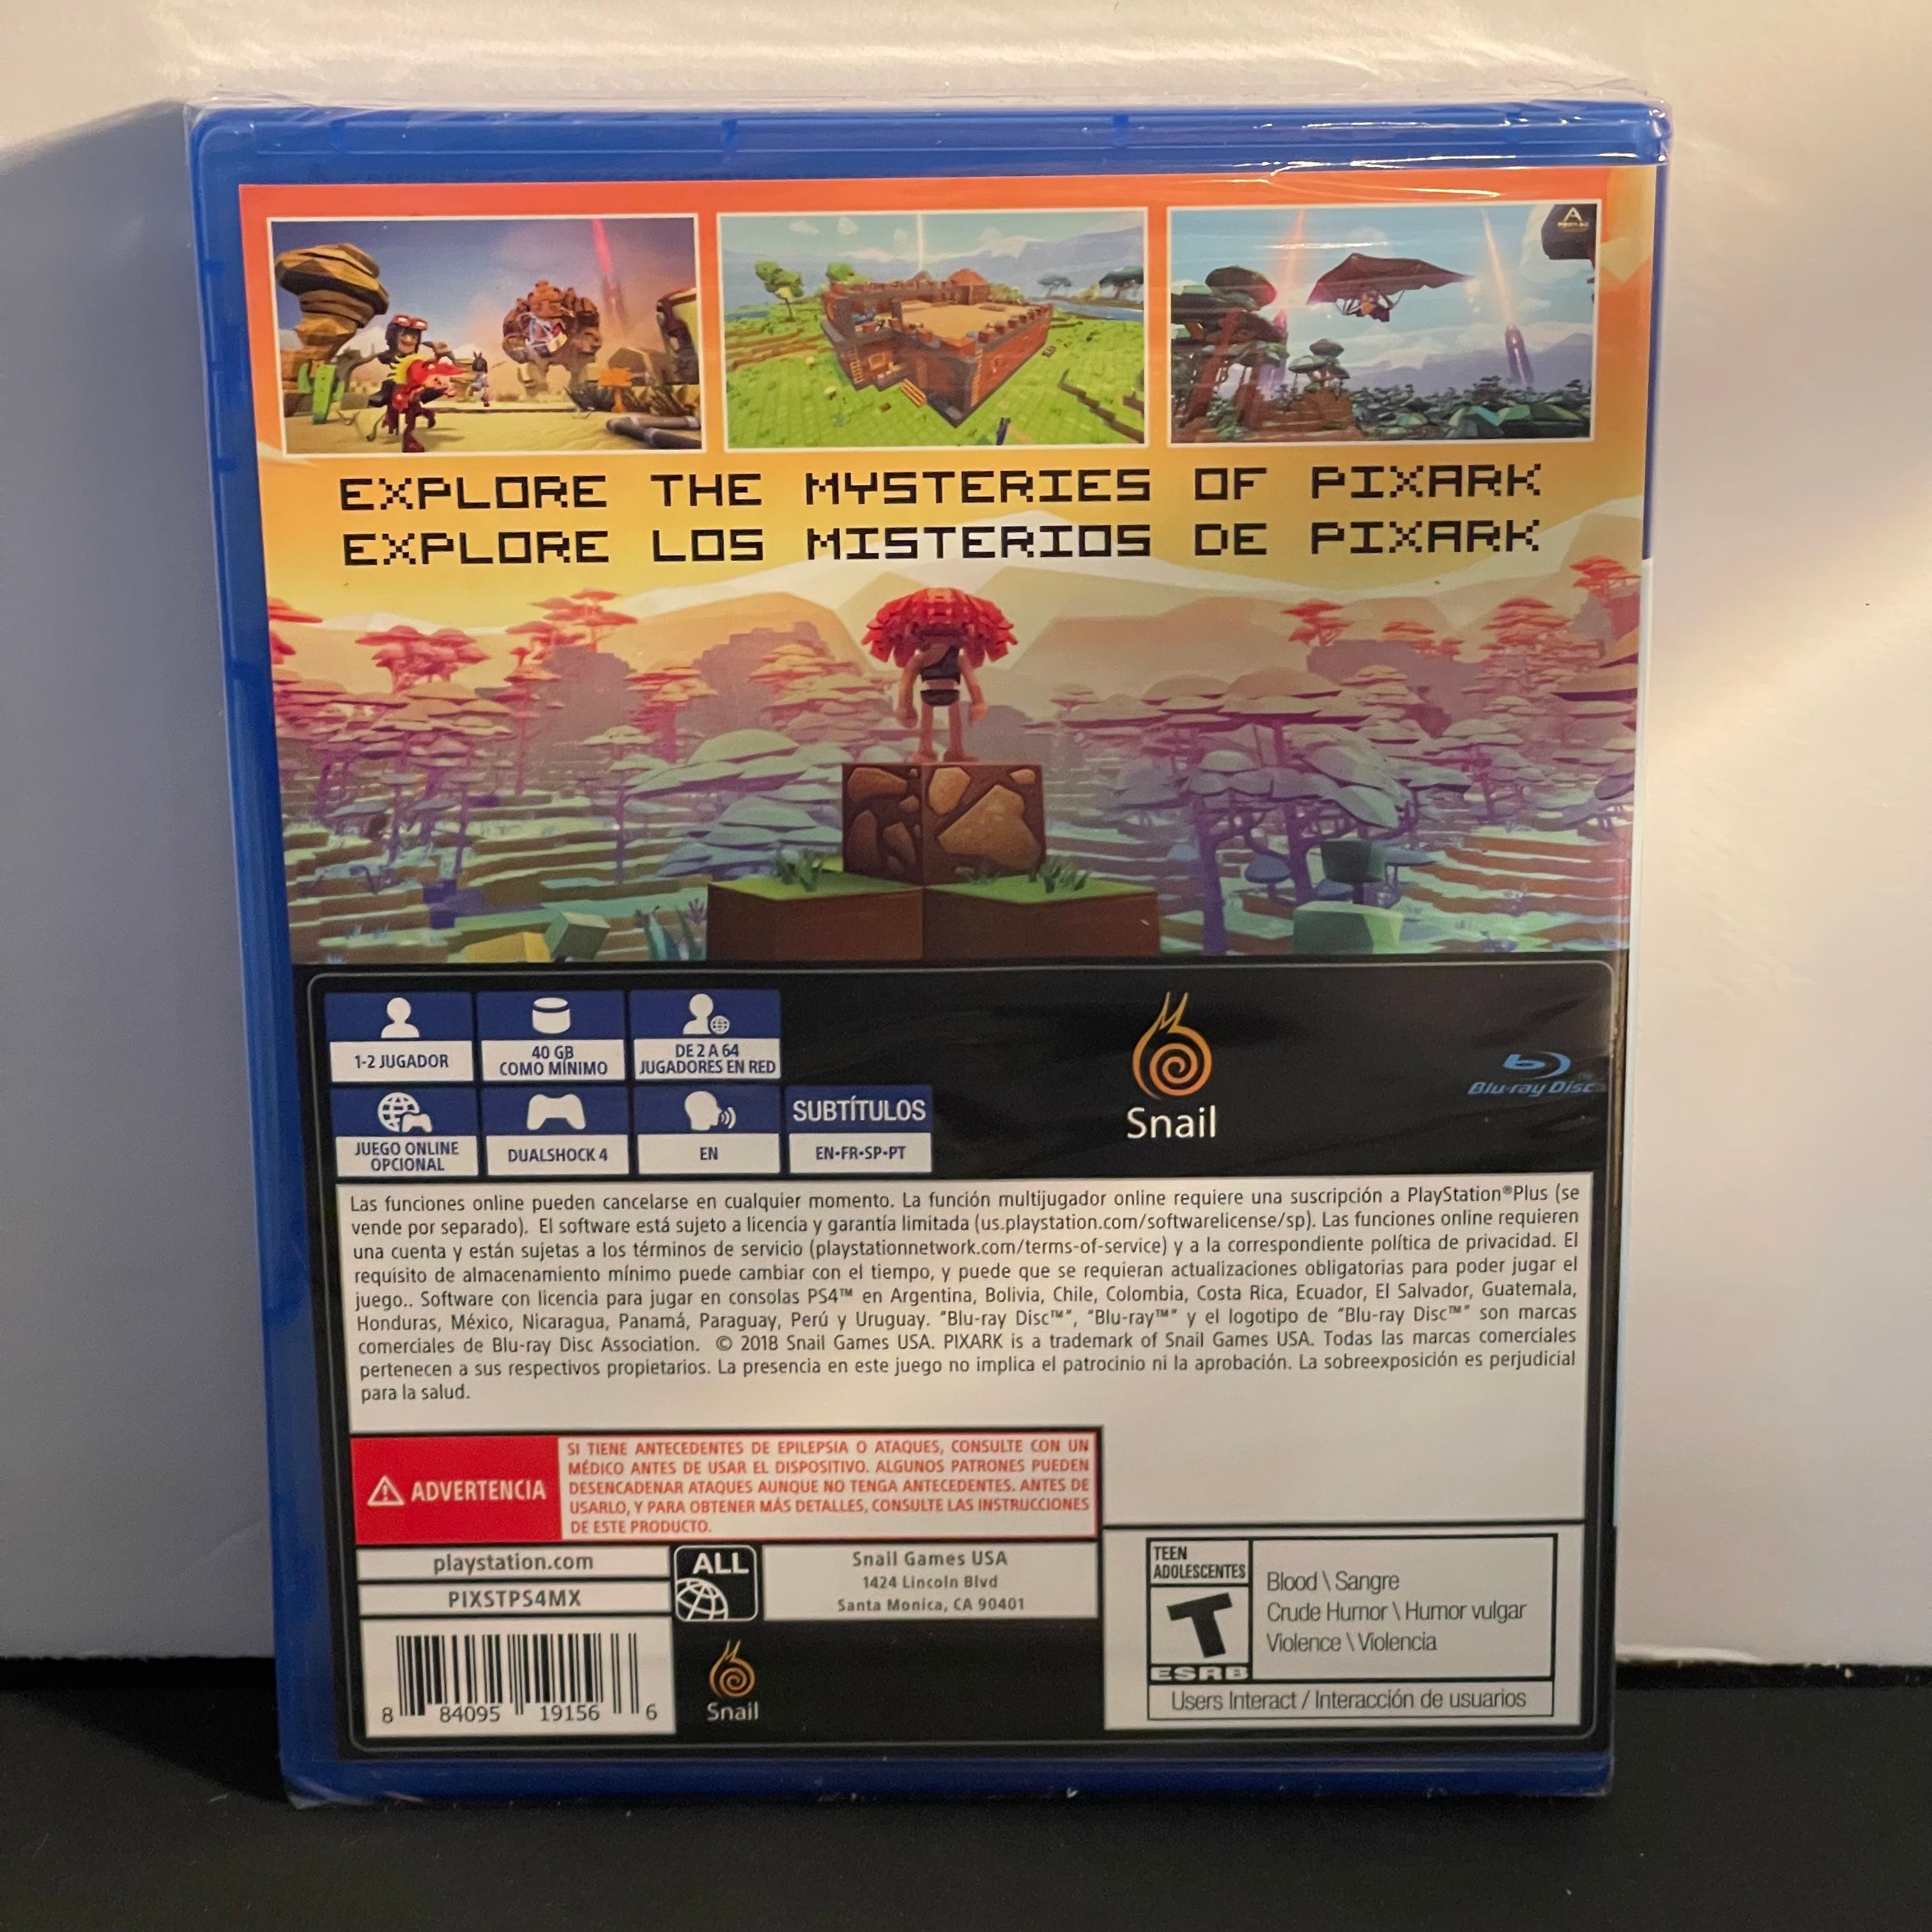 EXPLORE THE MYSTERIES OF PIXARK
EXPLORE LOS MISTERIOS DE PIXARK
1-2 JUGADOR
40 GB
COMO MÍNIMO
DE 2 A 64
JUGADORES EN RED
JUEGO ONLINE
OPCIONAL
DUALSHOCK 4
EN
SUBTÍTULOS
EN-FR-SP-PT
Snail
Blu-ray Disc™
Las funciones online pueden cancelarse en cualquier momento. La función multijugador online requiere una suscripción a PlayStation®Plus (se
vende por separado). El software está sujeto a licencia y garantía limitada (us.playstation.com/softwarelicense/sp). Las funciones online requieren
una cuenta y están sujetas a los términos de servicio (playstationnetwork.com/terms-of-service) y a la correspondiente política de privacidad. El
requisito de almacenamiento mínimo puede cambiar con el tiempo, y puede que se requieran actualizaciones obligatorias para poder jugar el
juego.. Software con licencia para jugar en consolas PS4™ en Argentina, Bolivia, Chile, Colombia, Costa Rica, Ecuador, El Salvador, Guatemala,
Honduras, México, Nicaragua, Panamá, Paraguay, Perú y Uruguay. "Blu-ray Disc™", "Blu-ray™" y el logotipo de "Blu-ray Disc™" son marcas
comerciales de Blu-ray Disc Association. © 2018 Snail Games USA. PIXARK is a trademark of Snail Games USA. Todas las marcas comerciales
pertenecen a sus respectivos propietarios. La presencia en este juego no implica el patrocinio ni la aprobación. La sobreexposición es perjudicial
para la salud.
ADVERTENCIA
SI TIENE ANTECEDENTES DE EPILEPSIA O ATAQUES, CONSULTE CON UN
MÉDICO ANTES DE USAR EL DISPOSITIVO. ALGUNOS PATRONES PUEDEN
DESENCADENAR ATAQUES AUNQUE NO TENGA ANTECEDENTES. ANTES DE
USARLO, Y PARA OBTENER MÁS DETALLES, CONSULTE LAS INSTRUCCIONES
DE ESTE PRODUCTO.
playstation.com
PIXSTPS4MX
ALL
Snail Games USA
1424 Lincoln Blvd
Santa Monica, CA 90401
8 84095 19156 6
Snail
TEEN
ADOLESCENTES
T
ESRB
Blood \ Sangre
Crude Humor \ Humor vulgar
Violence \ Violencia
Users Interact / Interacción de usuarios